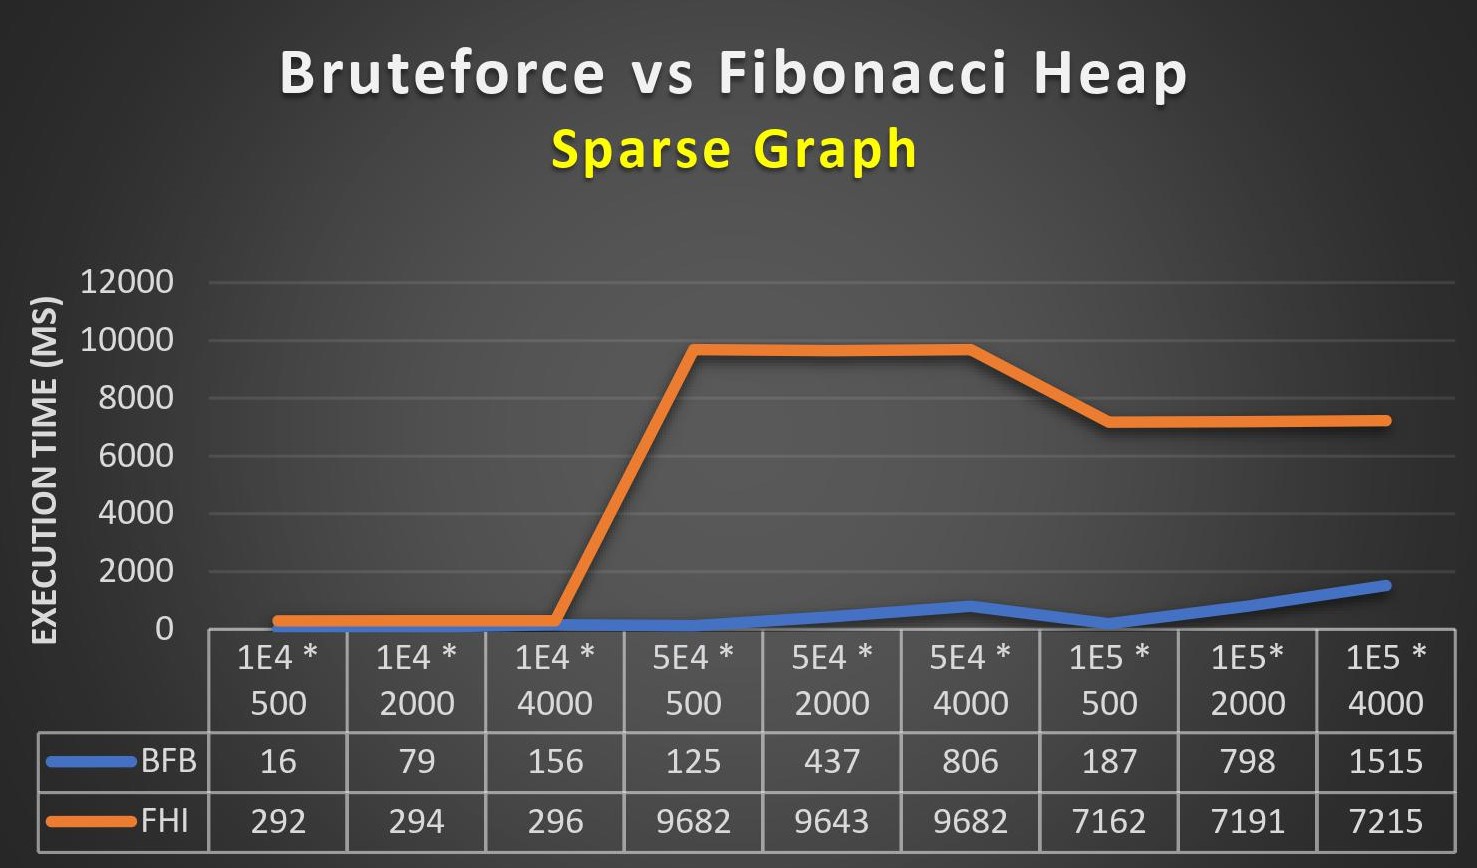 Bruteforce vs Fibonacci Heap
Sparse Graph
EXECUTION TIME (MS)
12000
10000
8000
6000
4000
2000
0
1E4 * 500
1E4 * 2000
1E4 * 4000
5E4 * 500
5E4 * 2000
5E4 * 4000
1E5 * 500
1E5* 2000
1E5 * 4000
BFB 16 79 156 125 437 806 187 798 1515
FHI 292 294 296 9682 9643 9682 7162 7191 7215